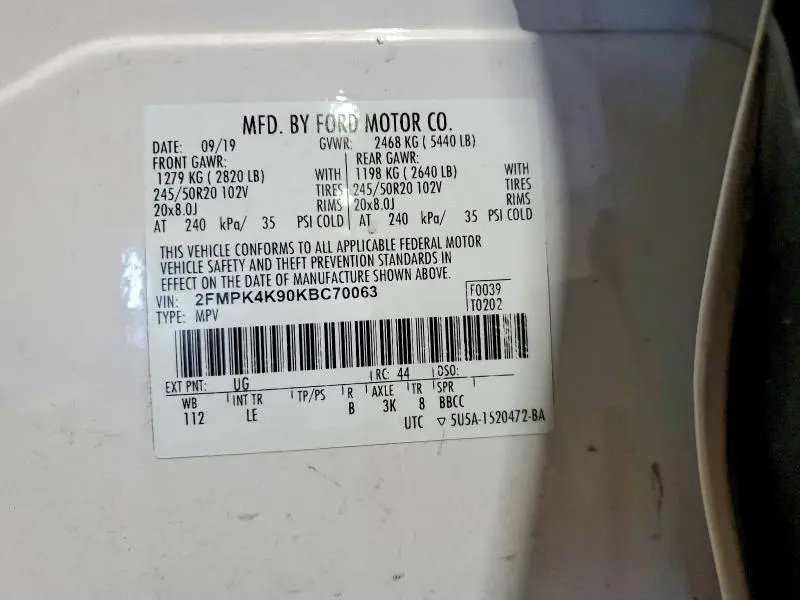 MFD. BY FORD MOTOR CO.
DATE: 09/19 GVWR: 2468 KG ( 5440 LB)
FRONT GAWR: REAR GAWR:
1279 KG ( 2820 LB) WITH 1198 KG ( 2640 LB) WITH
245/50R20 102V TIRES 245/50R20 102V TIRES
20x8.0J RIMS 20x8.0J RIMS
AT 240 kPa/ 35 PSI COLD AT 240 kPa/ 35 PSI COLD
THIS VEHICLE CONFORMS TO ALL APPLICABLE FEDERAL MOTOR
VEHICLE SAFETY AND THEFT PREVENTION STANDARDS IN
EFFECT ON THE DATE OF MANUFACTURE SHOWN ABOVE.
VIN: 2FMPK4K90KBC70063 F0039
TYPE: MPV T0202
EXT PNT: UG RC: 44 DSO:
WB INT TR TP/PS R AXLE TR SPR
112 LE B 3K 8 BBCC
UTC ▽ 5U5A-1520472-BA